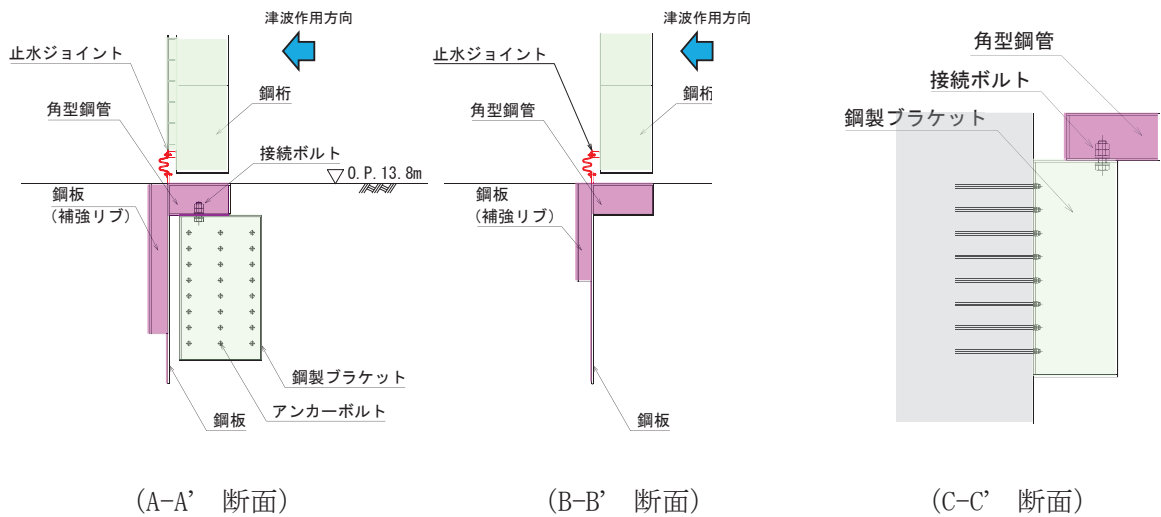 津波作用方向
止水ジョイント
鋼桁
角型鋼管
接続ボルト
O.P.13.8m
鋼板
(補強リブ)
鋼製ブラケット
アンカーボルト
鋼板
(A-A’ 断面)
津波作用方向
止水ジョイント
鋼桁
角型鋼管
鋼板
(補強リブ)
鋼板
(B-B’ 断面)
角型鋼管
接続ボルト
鋼製ブラケット
(C-C’ 断面)